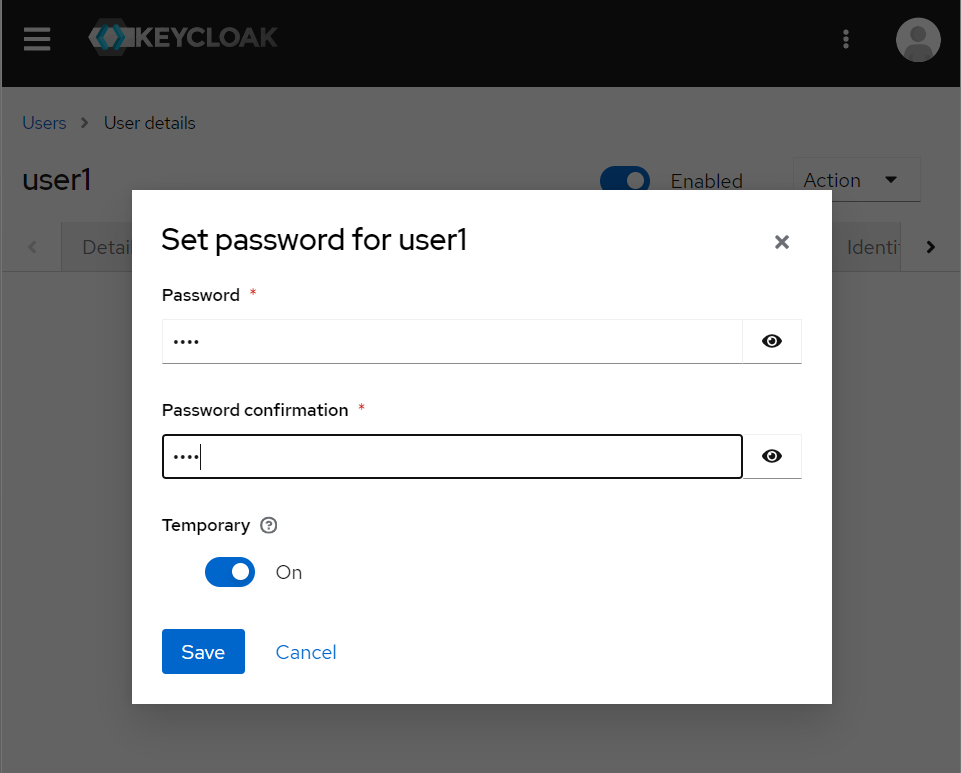 KEYCLOAK
Users > User details
user1
Enabled
Action
Detai
Identi
Set password for user1
Password *
••••
Password confirmation *
••••
Temporary ?
On
Save
Cancel